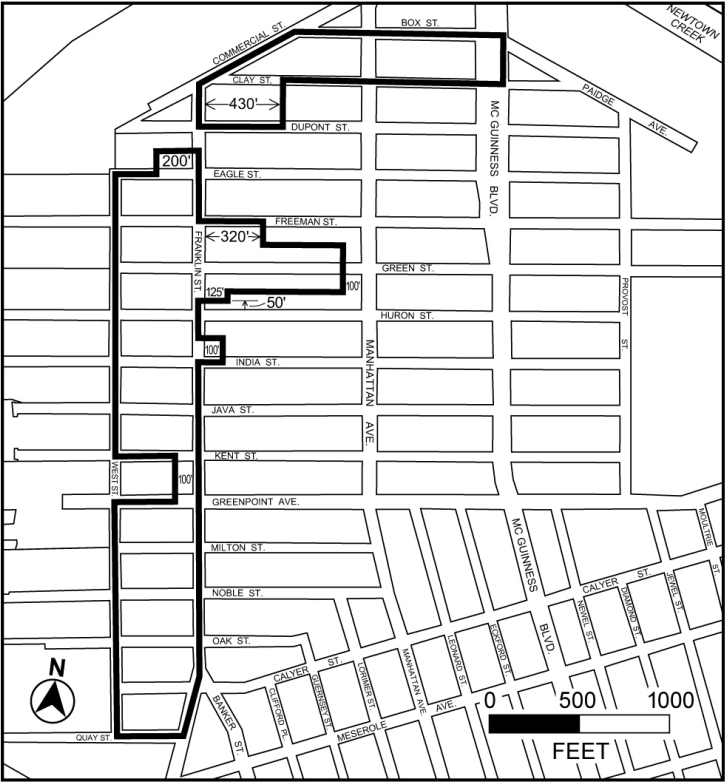 BOX ST.
COMMERCIAL ST.
NEWTOWN
CREEK
CLAY ST.
430'
PAIDGE
AVE.
DUPONT ST.
MC GUINNESS BLVD.
200'
EAGLE ST.
FREEMAN ST.
320'
FRANKLIN ST.
GREEN ST.
125'
100'
50'
PROVOST
ST.
HURON ST.
100'
INDIA ST.
MANHATTAN
AVE.
JAVA ST.
KENT ST.
WEST ST.
100'
GREENPOINT AVE.
MC GUINNESS
BLVD.
MOULTRIE
ST
MILTON ST.
NOBLE ST.
CALYER ST.
JEWEL ST.
DIAMOND ST.
NEWEL ST.
OAK ST.
ECKFORD ST.
LEONARD ST.
MANHATTAN AVE.
CALYER ST.
LORIMER ST.
GUERNSEY ST.
CLIFFORD PL.
BANKER
ST.
MESEROLE AVE.
QUAY ST.
N
0 500 1000
FEET